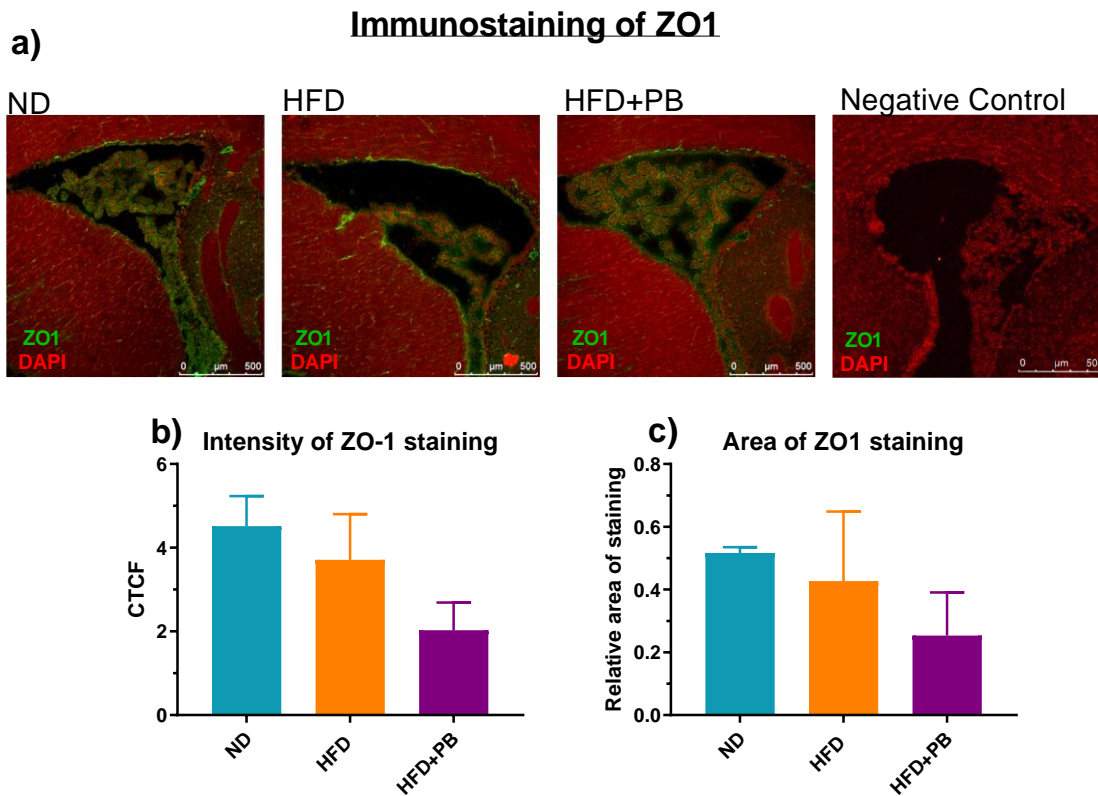 Immunostaining of ZO1
a)
ND
HFD
HFD+PB
Negative Control
ZO1
DAPI
0 µm 500
ZO1
DAPI
0 µm 500
ZO1
DAPI
0 µm 500
ZO1
DAPI
0 µm 50
b)
Intensity of ZO-1 staining
CTCF
6
4
2
0
ND
HFD
HFD+PB
c)
Area of ZO1 staining
Relative area of staining
0.8
0.6
0.4
0.2
0.0
ND
HFD
HFD+PB